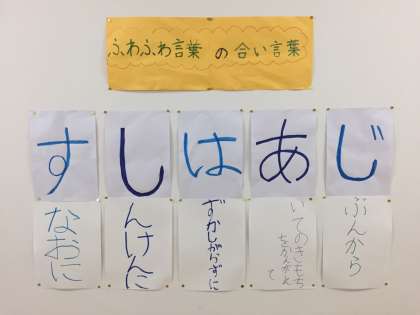 ふわふわ言葉 の 合い言葉
す
なおに
し
んけんに
は
ずかしがらずに
あ
いてのきもち
をかんがえ
て
じ
ぶんから